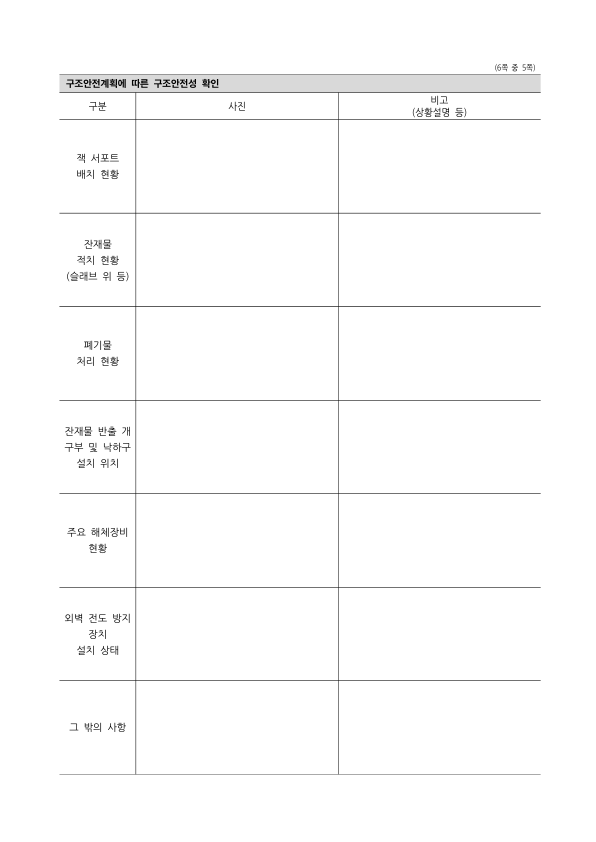 (6쪽 중 5쪽)
구조안전계획에 따른 구조안전성 확인
구분
사진
비고
(상황설명 등)
잭 서포트
배치 현황
잔재물
적치 현황
(슬래브 위 등)
폐기물
처리 현황
잔재물 반출 개
구부 및 낙하구
설치 위치
주요 해체장비
현황
외벽 전도 방지
장치
설치 상태
그 밖의 사항